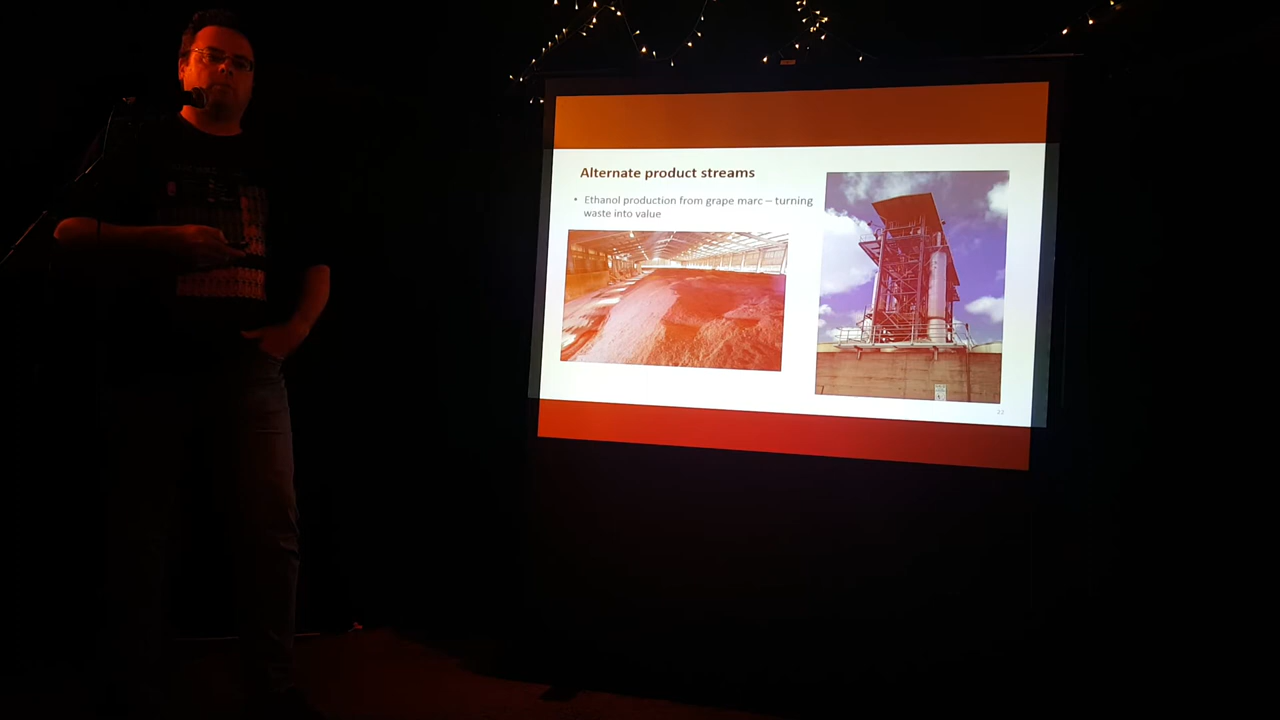 Alternate product streams
• Ethanol production from grape marc – turning
waste into value